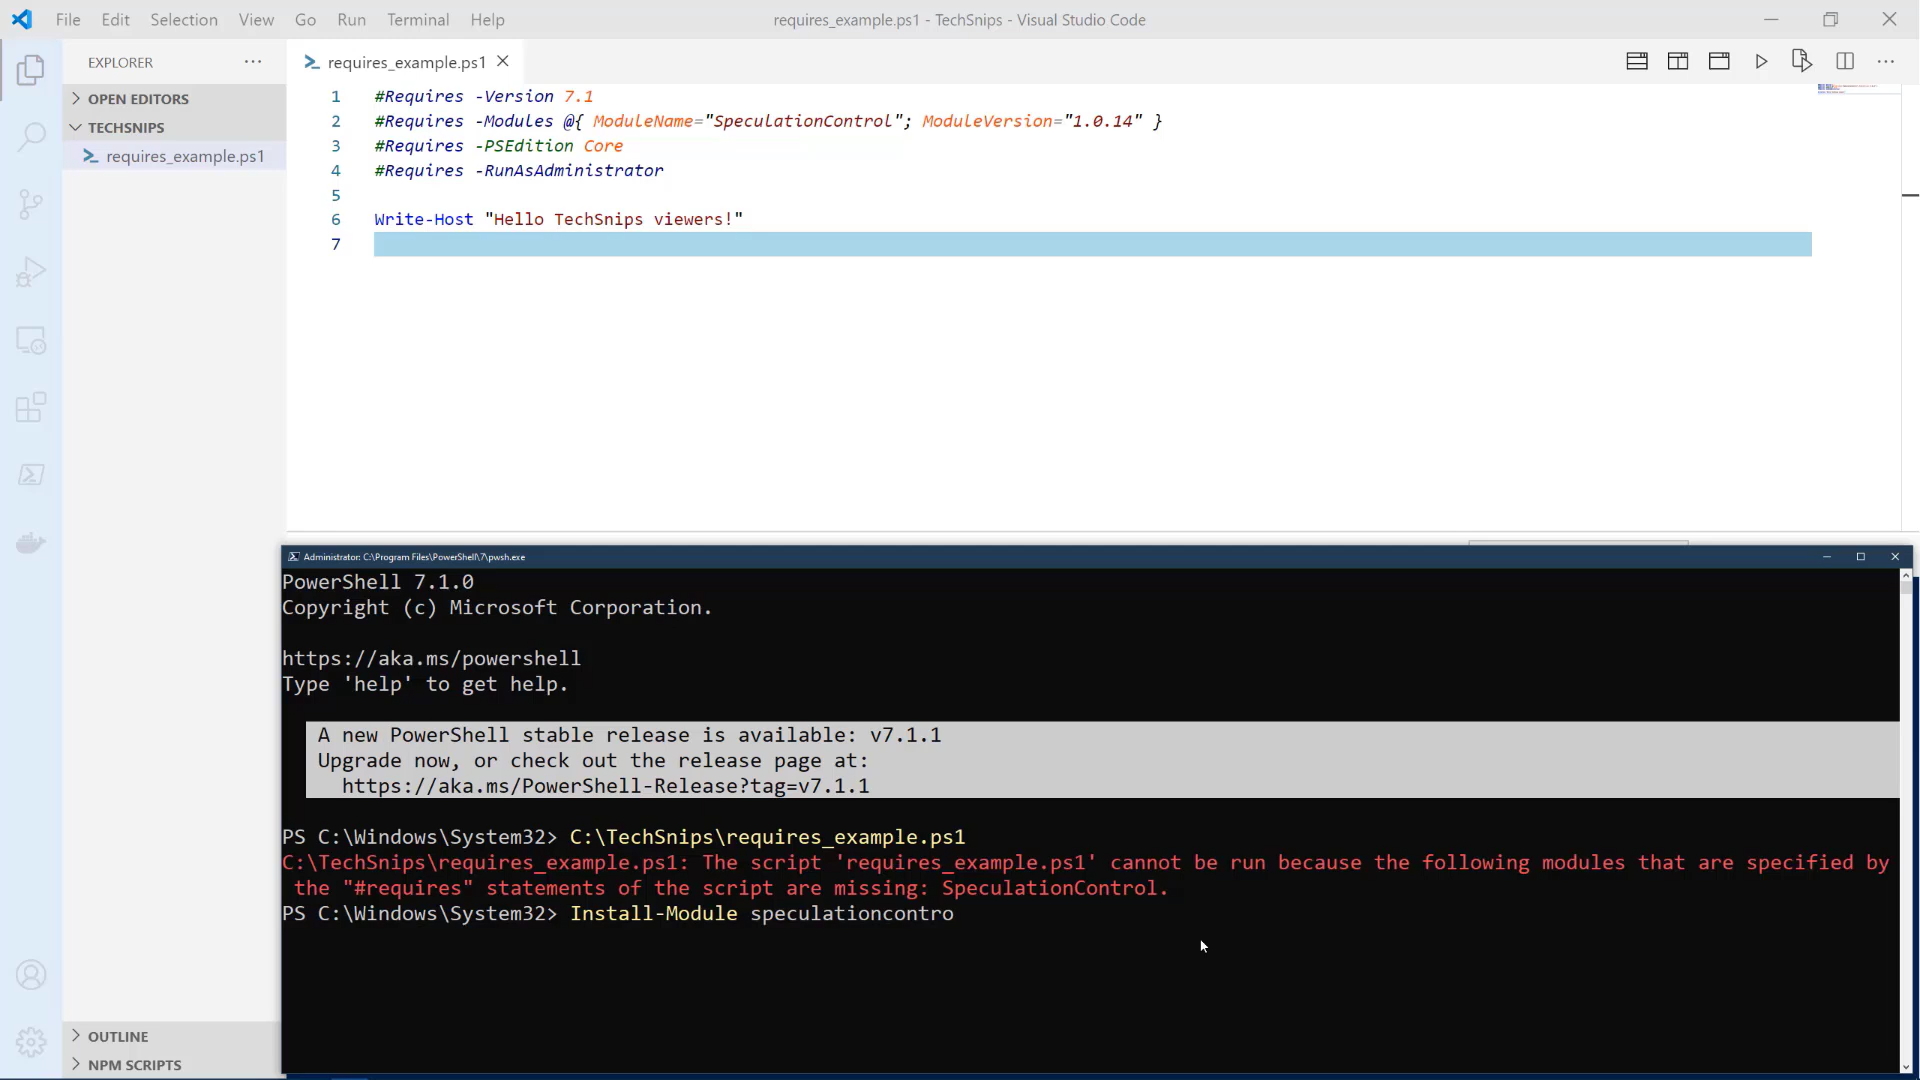 File Edit Selection View Go Run Terminal Help
requires_example.ps1 - TechSnips - Visual Studio Code
EXPLORER
OPEN EDITORS
TECHSNIPS
requires_example.ps1
requires_example.ps1
1 #Requires -Version 7.1
2 #Requires -Modules @{ ModuleName="SpeculationControl"; ModuleVersion="1.0.14" }
3 #Requires -PSEdition Core
4 #Requires -RunAsAdministrator
5
6 Write-Host "Hello TechSnips viewers!"
7
Administrator: C:\Program Files\PowerShell\7\pwsh.exe
PowerShell 7.1.0
Copyright (c) Microsoft Corporation.
https://aka.ms/powershell
Type 'help' to get help.
A new PowerShell stable release is available: v7.1.1
Upgrade now, or check out the release page at:
https://aka.ms/PowerShell-Release?tag=v7.1.1
PS C:\Windows\System32> C:\TechSnips\requires_example.ps1
C:\TechSnips\requires_example.ps1: The script 'requires_example.ps1' cannot be run because the following modules that are specified by
the "#requires" statements of the script are missing: SpeculationControl.
PS C:\Windows\System32> Install-Module speculationcontro
OUTLINE
NPM SCRIPTS